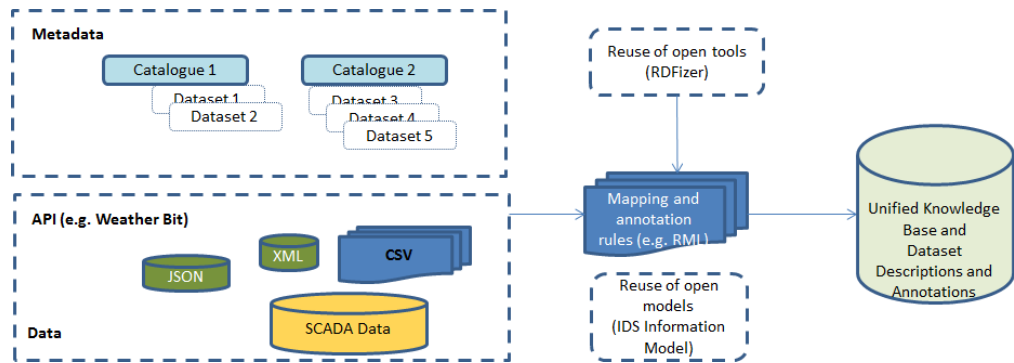 Metadata
Catalogue 1
Dataset 1
Dataset 2
Catalogue 2
Dataset 3
Dataset 4
Dataset 5
API (e.g. Weather Bit)
JSON
XML
CSV
SCADA Data
Data
Reuse of open tools
(RDFizer)
Mapping and
annotation
rules (e.g. RML)
Reuse of open
models
(IDS Information
Model)
Unified Knowledge
Base and
Dataset
Descriptions and
Annotations